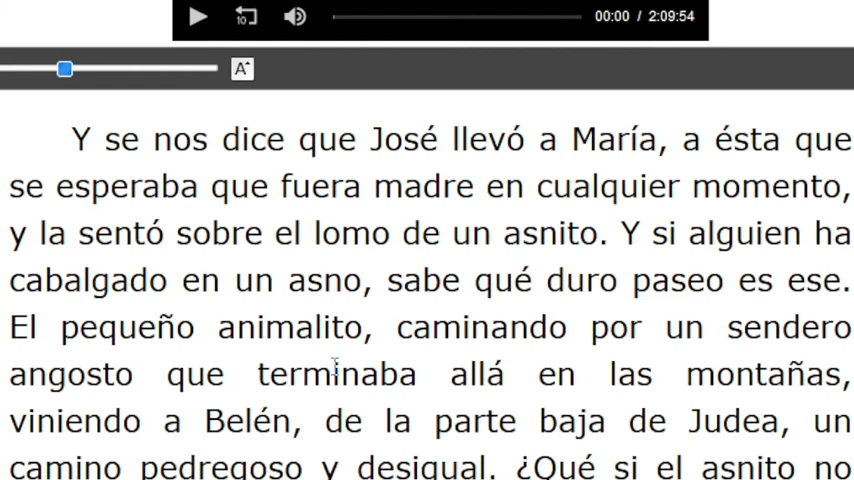 10
00:00 / 2:09:54
A
Y se nos dice que José llevó a María, a ésta que
se esperaba que fuera madre en cualquier momento,
y la sentó sobre el lomo de un asnito. Y si alguien ha
cabalgado en un asno, sabe qué duro paseo es ese.
El pequeño animalito, caminando por un sendero
angosto que terminaba allá en las montañas,
viniendo a Belén, de la parte baja de Judea, un
camino pedregoso y desigual. ¿Qué si el asnito no